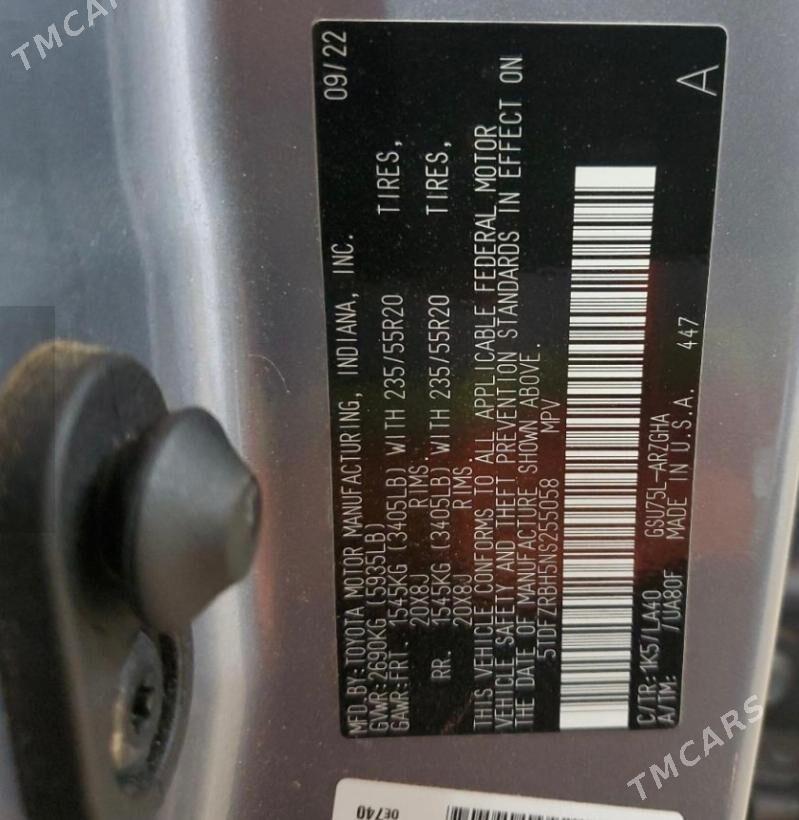 TMCARS
MFD.BY:TOYOTA MOTOR MANUFACTURING, INDIANA, INC. 09/22
GVWR:2690KG (5935LB)
GAWR:FRT. 1545KG (3405LB) WITH 235/55R20 TIRES,
20X8J RIMS.
RR. 1545KG (3405LB) WITH 235/55R20 TIRES,
20X8J RIMS.
THIS VEHICLE CONFORMS TO ALL APPLICABLE FEDERAL MOTOR
VEHICLE SAFETY AND THEFT PREVENTION STANDARDS IN EFFECT ON
THE DATE OF MANUFACTURE SHOWN ABOVE.
5TDFZRBH5NS255058 MPV
C/TR:1K5/LA40 GSU75L-ARZGHA
A/TM: /UA80F MADE IN U.S.A. 447 A
0E740
TMCARS